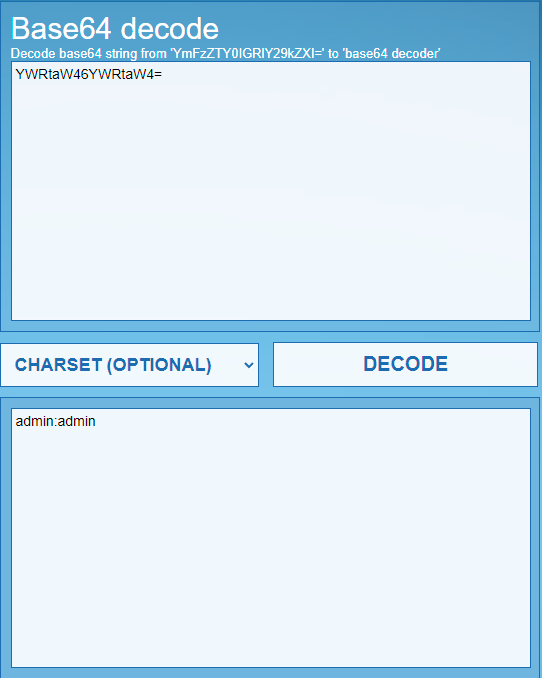 Base64 decode
Decode base64 string from 'YmFzZTY0IGRlY29kZXI=' to 'base64 decoder'
YWRtaW46YWRtaW4=
CHARSET (OPTIONAL)
DECODE
admin:admin